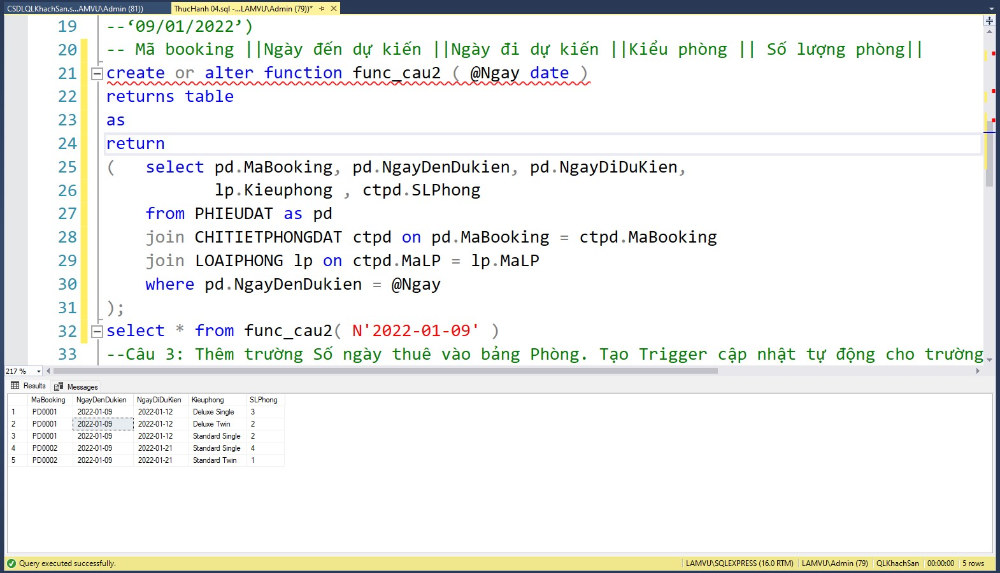 CSDLQLKhachSan.s...AMVU\Admin (81))
ThucHanh 04.sql -...LAMVU\Admin (79))*
19 --‘09/01/2022’)
20 -- Mã booking ||Ngày đến dự kiến ||Ngày đi dự kiến ||Kiểu phòng || Số lượng phòng||
21 create or alter function func_cau2 ( @Ngay date )
22 returns table
23 as
24 return
25 ( select pd.MaBooking, pd.NgayDenDukien, pd.NgayDiDuKien,
26 lp.Kieuphong , ctpd.SLPhong
27 from PHIEUDAT as pd
28 join CHITIETPHONGDAT ctpd on pd.MaBooking = ctpd.MaBooking
29 join LOAIPHONG lp on ctpd.MaLP = lp.MaLP
30 where pd.NgayDenDukien = @Ngay
31 );
32 select * from func_cau2( N'2022-01-09' )
33 --Câu 3: Thêm trường Số ngày thuê vào bảng Phòng. Tạo Trigger cập nhật tự động cho trường
217 %
Results Messages
MaBooking NgayDenDukien NgayDiDuKien Kieuphong SLPhong
1 PD0001 2022-01-09 2022-01-12 Deluxe Single 3
2 PD0001 2022-01-09 2022-01-12 Deluxe Twin 2
3 PD0001 2022-01-09 2022-01-12 Standard Single 2
4 PD0002 2022-01-09 2022-01-21 Standard Single 4
5 PD0002 2022-01-09 2022-01-21 Standard Twin 1
Query executed successfully.
LAMVU\SQLEXPRESS (16.0 RTM) LAMVU\Admin (79) QLKhachSan 00:00:00 5 rows